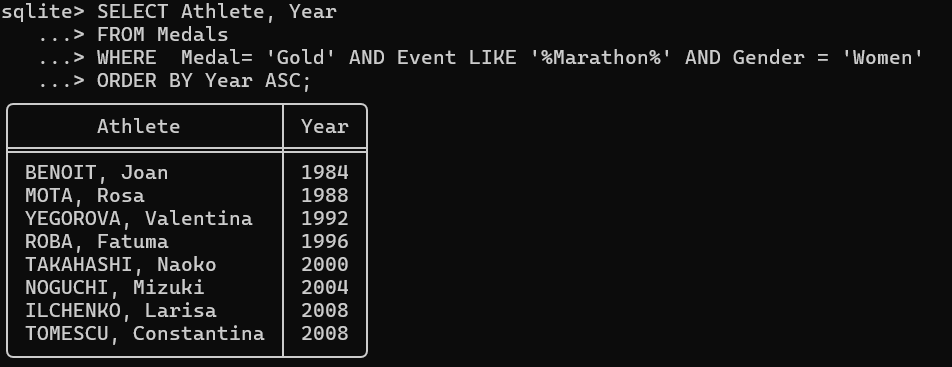 sqlite> SELECT Athlete, Year
...> FROM Medals
...> WHERE  Medal= 'Gold' AND Event LIKE '%Marathon%' AND Gender = 'Women'
...> ORDER BY Year ASC;
Athlete Year
BENOIT, Joan 1984
MOTA, Rosa 1988
YEGOROVA, Valentina 1992
ROBA, Fatuma 1996
TAKAHASHI, Naoko 2000
NOGUCHI, Mizuki 2004
ILCHENKO, Larisa 2008
TOMESCU, Constantina 2008